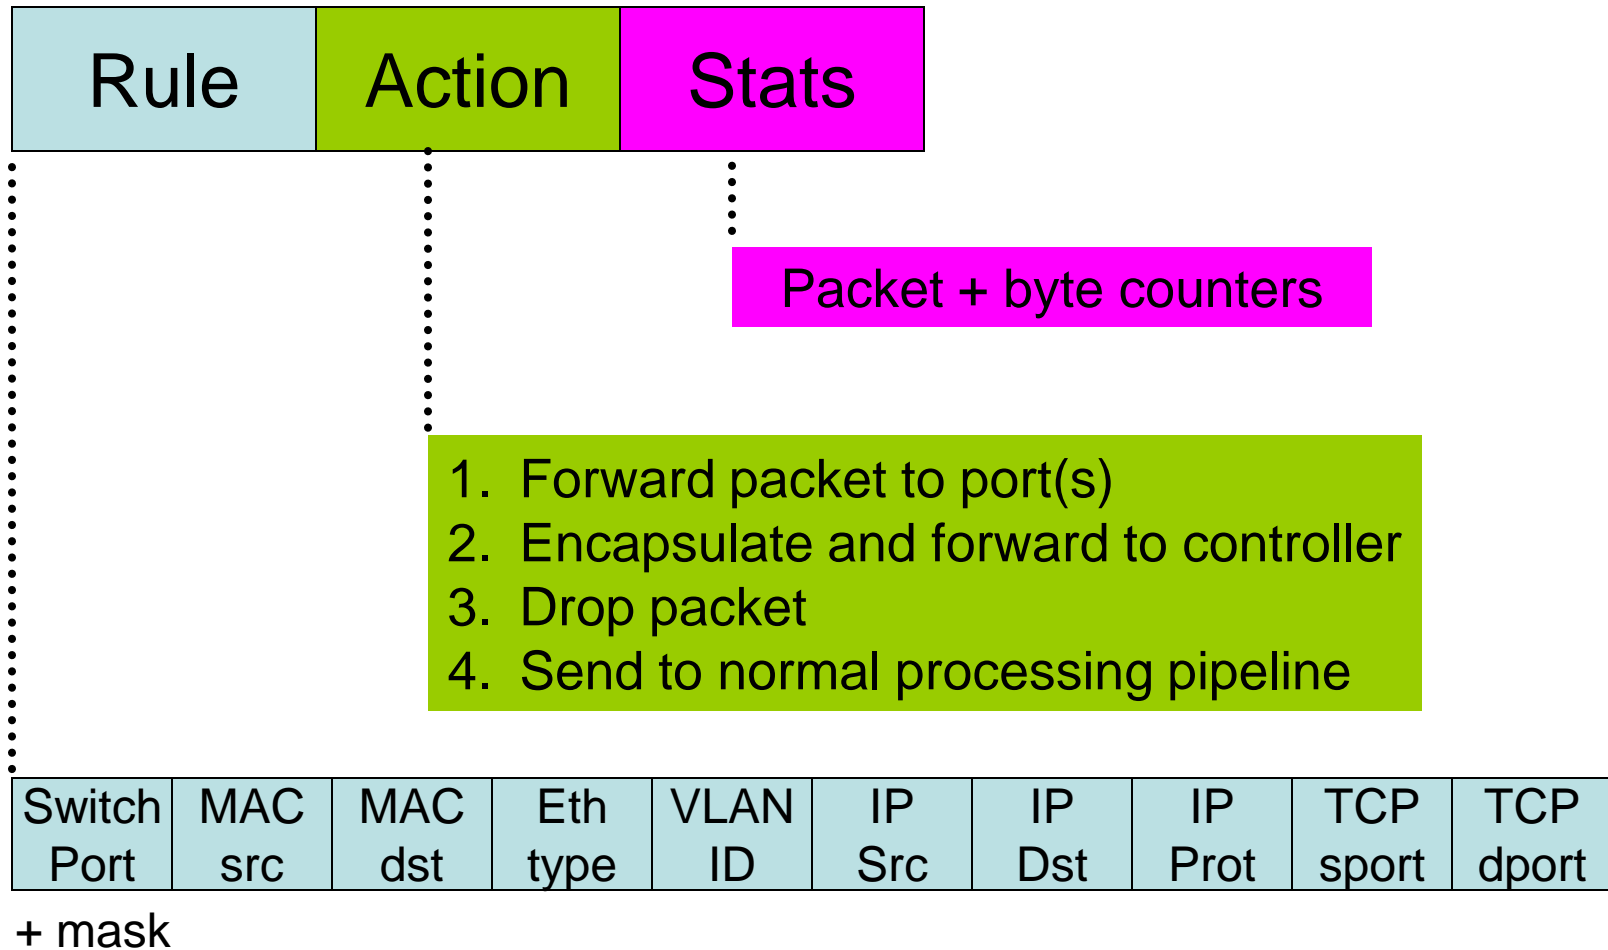 Rule Action Stats
Packet + byte counters
1. Forward packet to port(s)
2. Encapsulate and forward to controller
3. Drop packet
4. Send to normal processing pipeline
Switch MAC MAC Eth VLAN IP IP IP TCP TCP
Port src dst type ID Src Dst Prot sport dport
+ mask